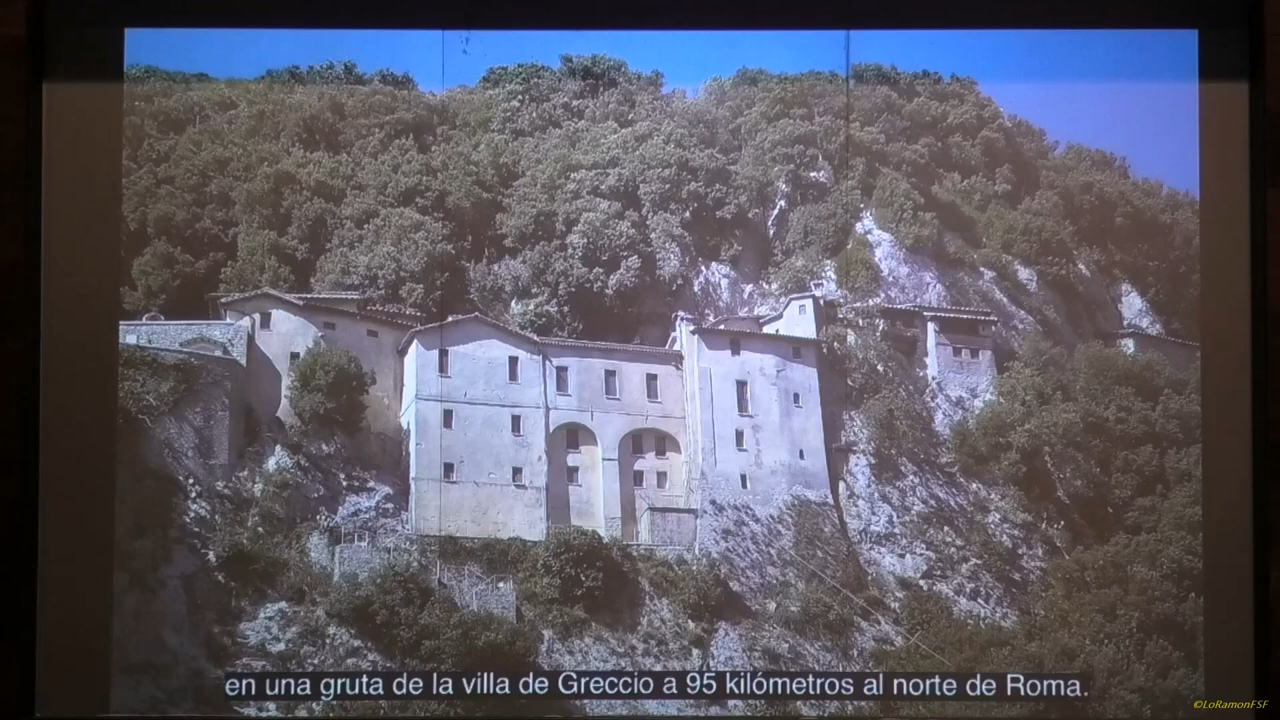 en una gruta de la villa de Greccio a 95 kilómetros al norte de Roma.
©LoRamonFSF